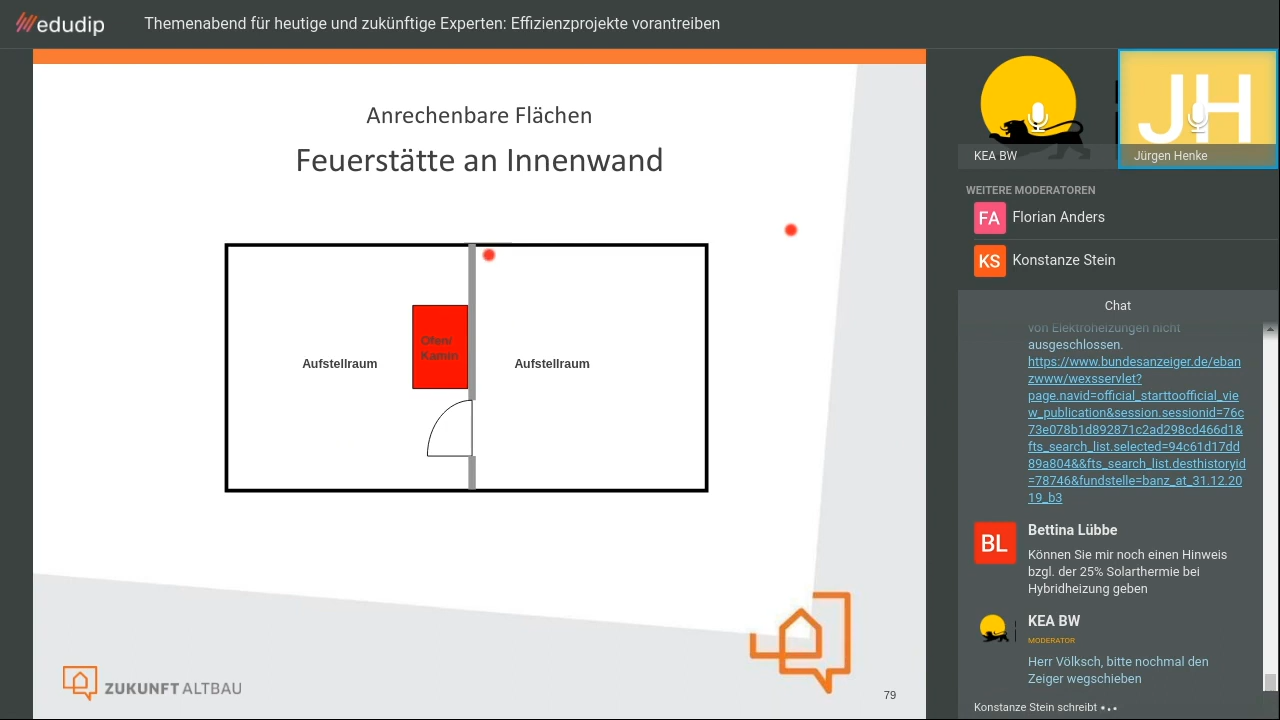 edudip
Themenabend für heutige und zukünftige Experten: Effizienzprojekte vorantreiben
Anrechenbare Flächen
Feuerstätte an Innenwand
Aufstellraum
Ofen/
Kamin
Aufstellraum
ZUKUNFT ALTBAU
79
JH
KEA BW
Jürgen Henke
WEITERE MODERATOREN
FA
Florian Anders
KS
Konstanze Stein
Chat
von Elektroheizungen nicht
ausgeschlossen.
https://www.bundesanzeiger.de/eban
zwww/wexsservlet?
page.navid=official_starttoofficial_vie
w_publication&session.sessionid=76c
73e078b1d892871c2ad298cd466d1&
fts_search_list.selected=94c61d17dd
89a804&&fts_search_list.desthistoryid
=78746&fundstelle=banz_at_31.12.20
19_b3
BL
Bettina Lübbe
Können Sie mir noch einen Hinweis
bzgl. der 25% Solarthermie bei
Hybridheizung geben
KEA BW
MODERATOR
Herr Völksch, bitte nochmal den
Zeiger wegschieben
Konstanze Stein schreibt